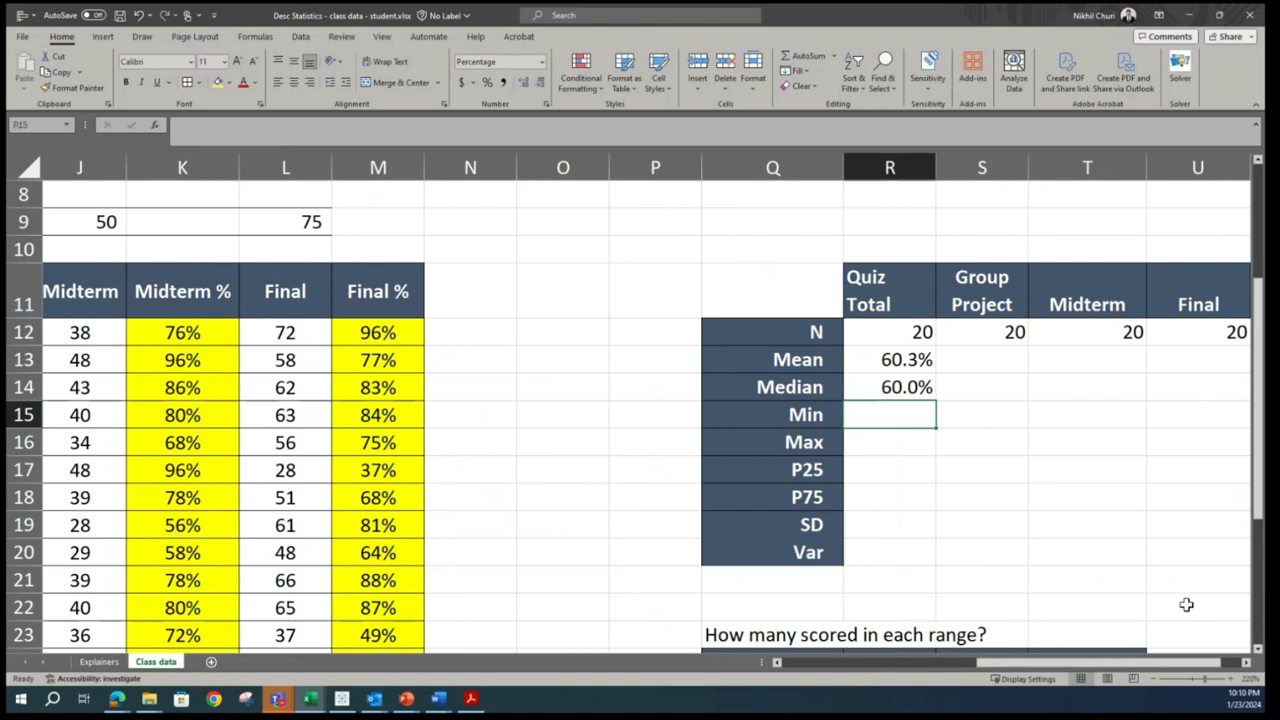 AutoSave Off Desc Statistics - class data - student.xlsx No Label Search Nikhil Churi
File Home Insert Draw Page Layout Formulas Data Review View Automate Help Acrobat Comments Share
Paste Cut Copy Format Painter Clipboard
Calibri 11 B I U A Font
Wrap Text Merge & Center Alignment
Percentage $ % , Number
Conditional Formatting Format as Table Cell Styles Styles
Insert Delete Format Cells
AutoSum Fill Clear Sort & Filter Find & Select Editing
Sensitivity Sensitivity
Add-ins Add-ins
Analyze Data
Create PDF and Share link Create PDF and Share via Outlook Adobe Acrobat
Solver Solver
R15 fx
J K L M N O P Q R S T U
8
9 50 75
10
11 Midterm Midterm % Final Final % Quiz Total Group Project Midterm Final
12 38 76% 72 96% N 20 20 20 20
13 48 96% 58 77% Mean 60.3%
14 43 86% 62 83% Median 60.0%
15 40 80% 63 84% Min
16 34 68% 56 75% Max
17 48 96% 28 37% P25
18 39 78% 51 68% P75
19 28 56% 61 81% SD
20 29 58% 48 64% Var
21 39 78% 66 88%
22 40 80% 65 87%
23 36 72% 37 49% How many scored in each range?
Explainers Class data
Ready Accessibility: Investigate Display Settings 220%
10:10 PM
1/23/2024